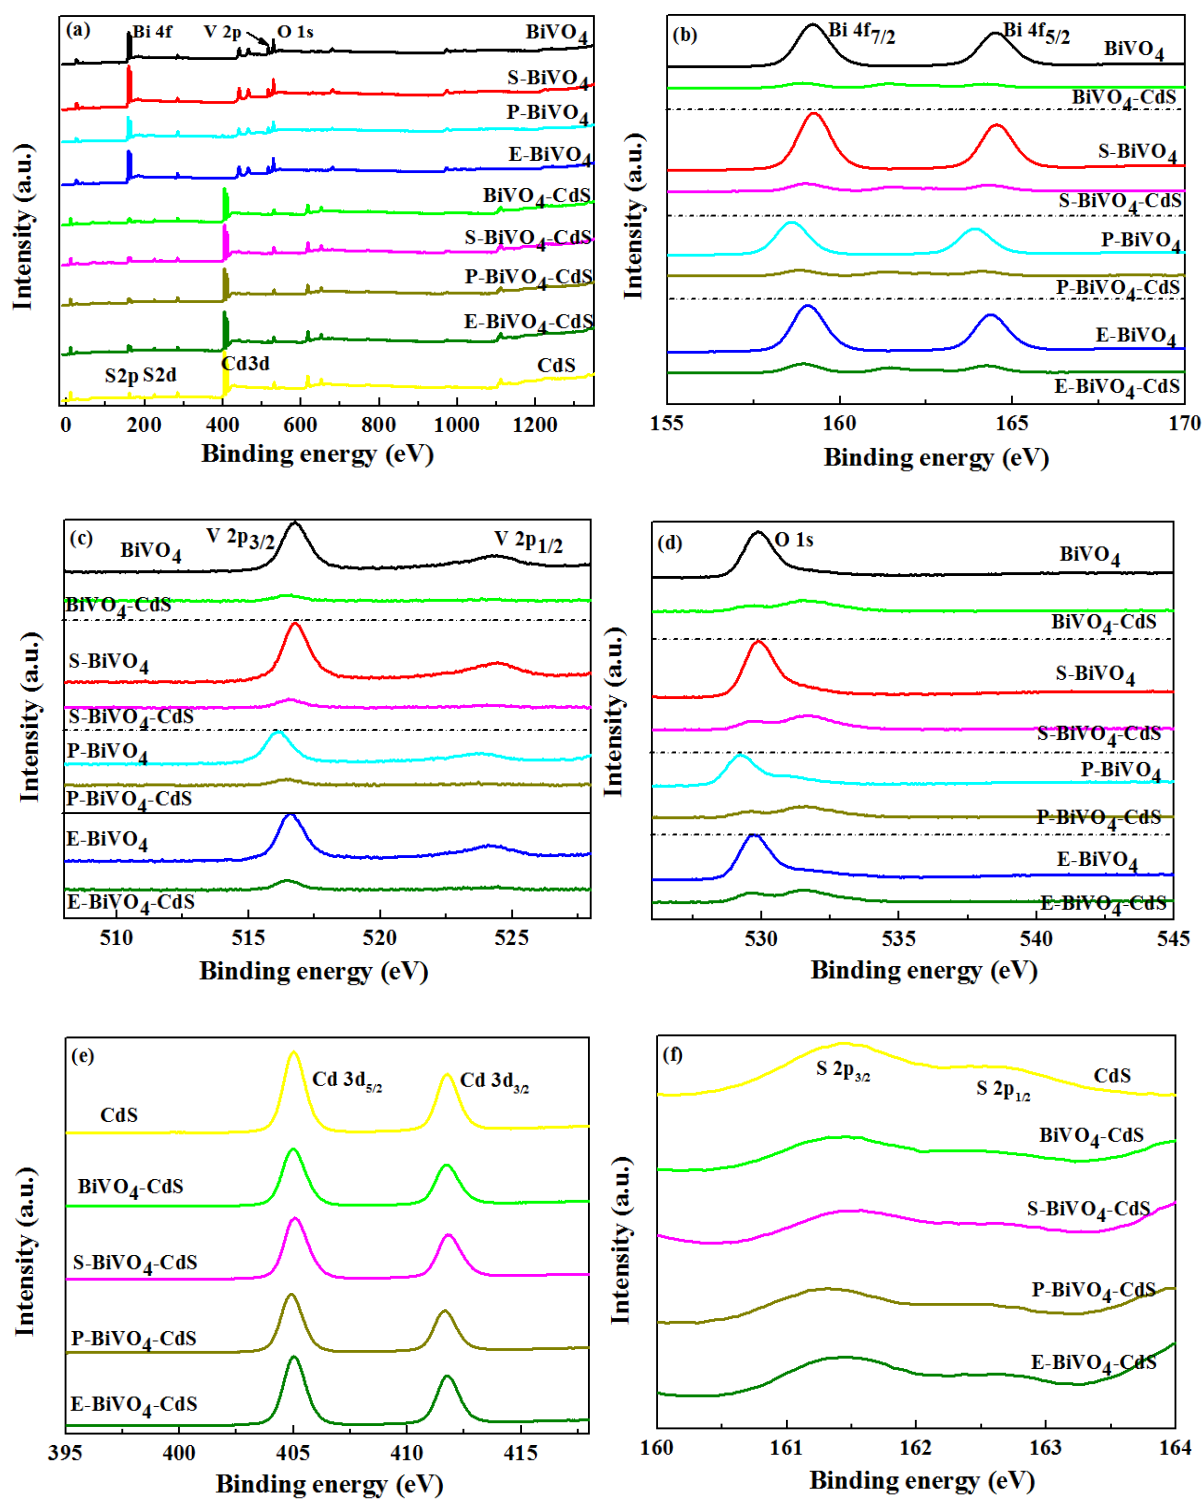 (a)
Bi 4f
V 2p
O 1s
BiVO4
S-BiVO4
P-BiVO4
E-BiVO4
BiVO4-CdS
S-BiVO4-CdS
P-BiVO4-CdS
E-BiVO4-CdS
S2p S2d
Cd3d
CdS
0 200 400 600 800 1000 1200
Binding energy (eV)
Intensity (a.u.)
(b)
Bi 4f7/2
Bi 4f5/2
BiVO4
BiVO4-CdS
S-BiVO4
S-BiVO4-CdS
P-BiVO4
P-BiVO4-CdS
E-BiVO4
E-BiVO4-CdS
155 160 165 170
Binding energy (eV)
Intensity (a.u.)
(c)
V 2p3/2
V 2p1/2
BiVO4
BiVO4-CdS
S-BiVO4
S-BiVO4-CdS
P-BiVO4
P-BiVO4-CdS
E-BiVO4
E-BiVO4-CdS
510 515 520 525
Binding energy (eV)
Intensity (a.u.)
(d)
O 1s
BiVO4
BiVO4-CdS
S-BiVO4
S-BiVO4-CdS
P-BiVO4
P-BiVO4-CdS
E-BiVO4
E-BiVO4-CdS
530 535 540 545
Binding energy (eV)
Intensity (a.u.)
(e)
Cd 3d5/2
Cd 3d3/2
CdS
BiVO4-CdS
S-BiVO4-CdS
P-BiVO4-CdS
E-BiVO4-CdS
395 400 405 410 415
Binding energy (eV)
Intensity (a.u.)
(f)
S 2p3/2
S 2p1/2
CdS
BiVO4-CdS
S-BiVO4-CdS
P-BiVO4-CdS
E-BiVO4-CdS
160 161 162 163 164
Binding energy (eV)
Intensity (a.u.)